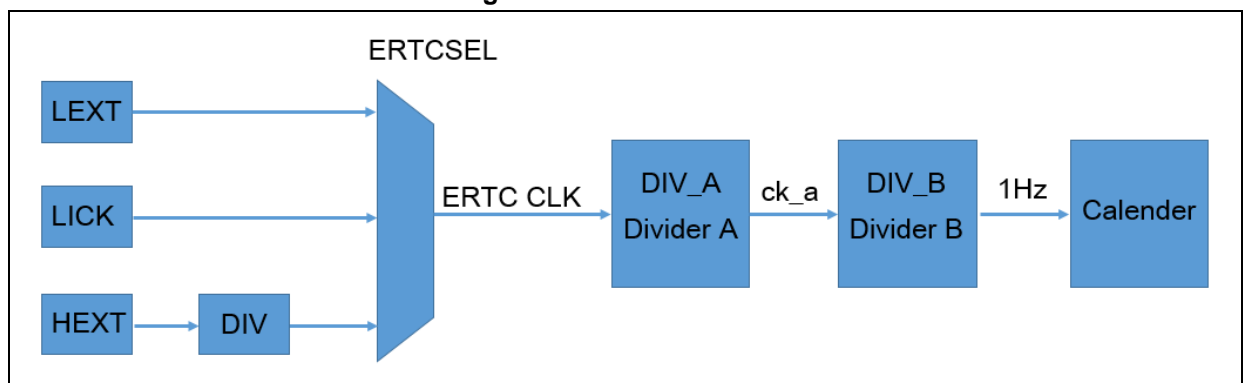 ERTCSEL
LEXT
LICK
HEXT
DIV
ERTC CLK
DIV_A
Divider A
ck_a
DIV_B
Divider B
1Hz
Calender